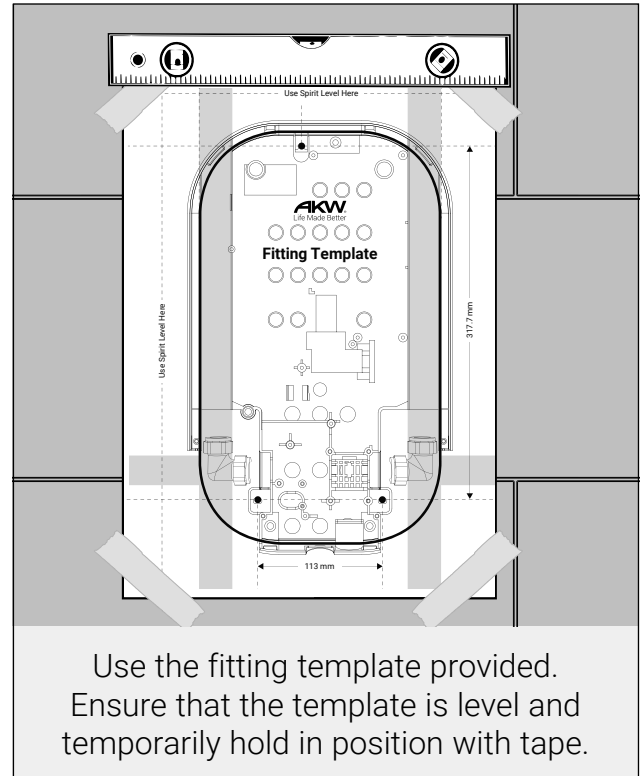 Use Spirit Level Here
AKW
Life Made Better
Fitting Template
Use Spirit Level Here
317.7 mm
113 mm
Use the fitting template provided.
Ensure that the template is level and
temporarily hold in position with tape.